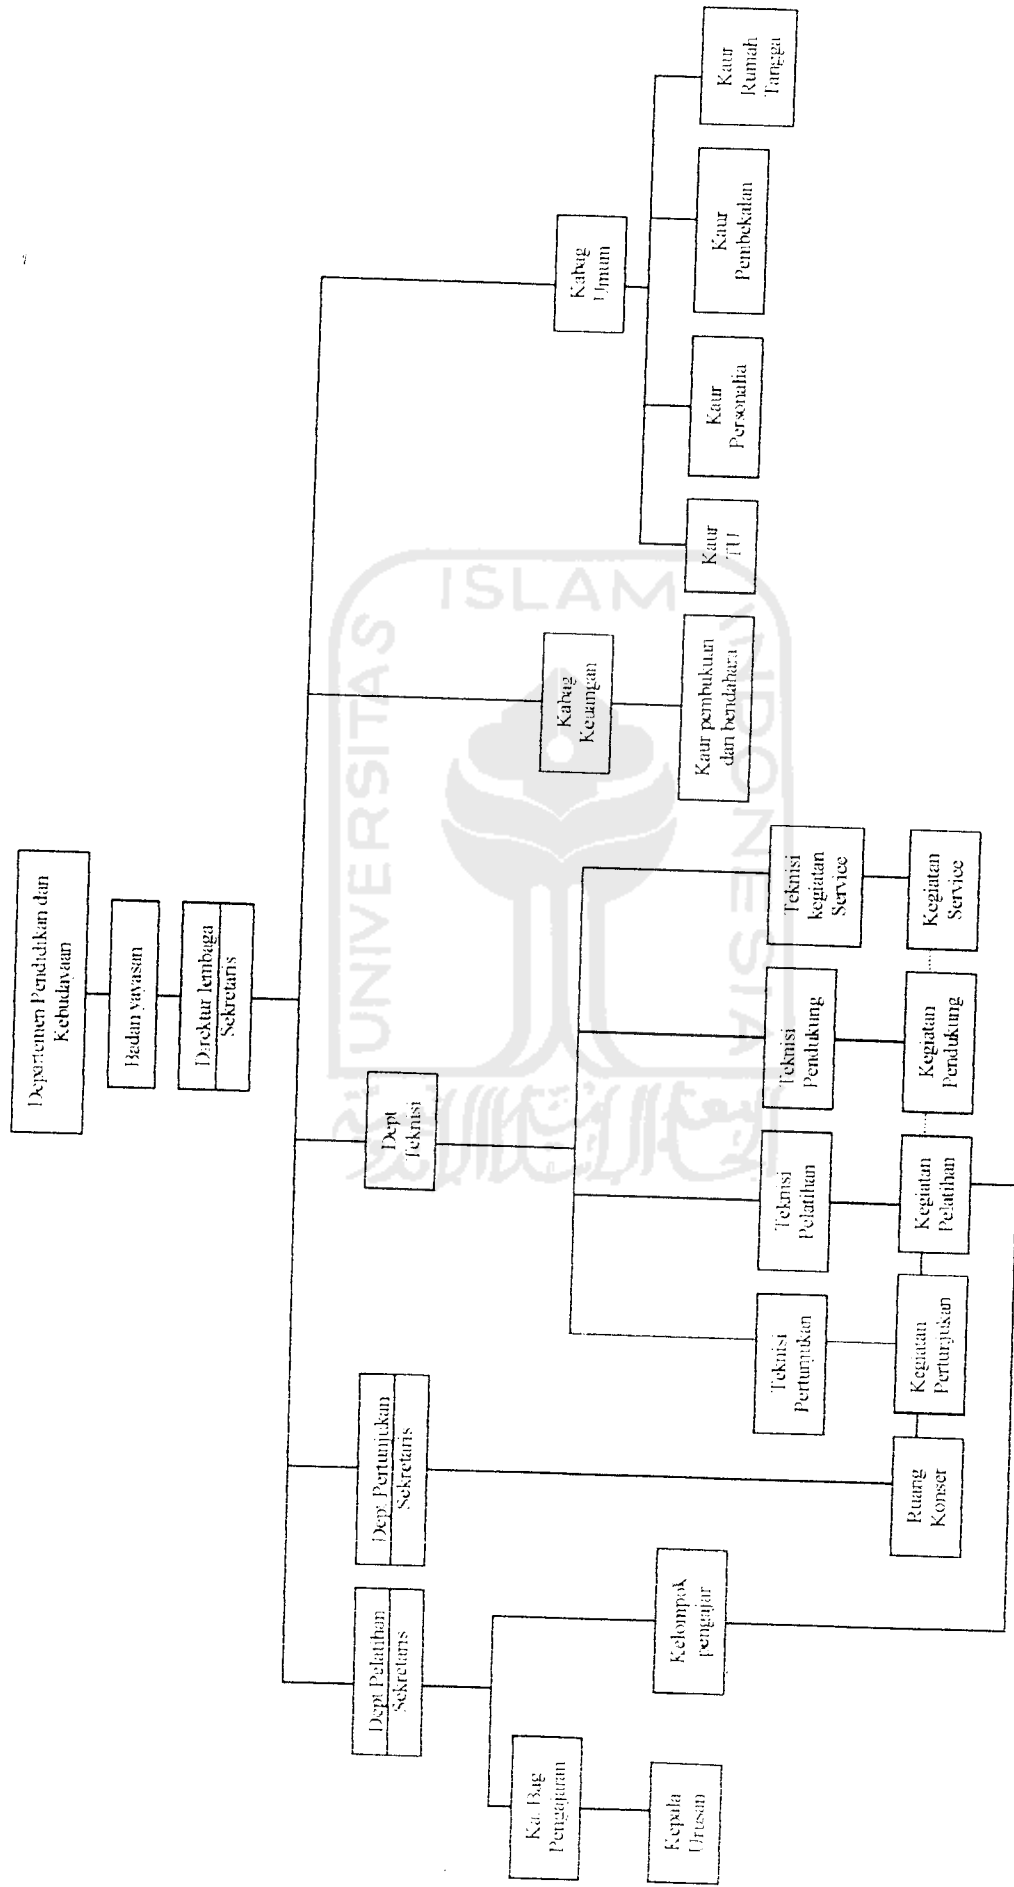 Departemen Pendidikan dan
Kebudayaan
Badan yayasan
Direktur lembaga
Sekretaris
Dept Pelatihan
Sekretaris
Dept Pertunjukan
Sekretaris
Dept
Teknisi
Kabag
Keuangan
Kabag
Umum
Ka. Bag
Pengajaran
Kelompok
pengajar
Kepala
Urusan
Kaur pembukuan
dan bendahara
Kaur
TU
Kaur
Personalia
Kaur
Pembekalan
Kaur
Rumah
Tangga
Teknisi
Pertunjukan
Teknisi
Pelatihan
Teknisi
Pendukung
Teknisi
kegiatan
Service
Ruang
Konser
Kegiatan
Pertunjukan
Kegiatan
Pelatihan
Kegiatan
Pendukung
Kegiatan
Service
UNIVERSITAS
ISLAM
INDONESIA